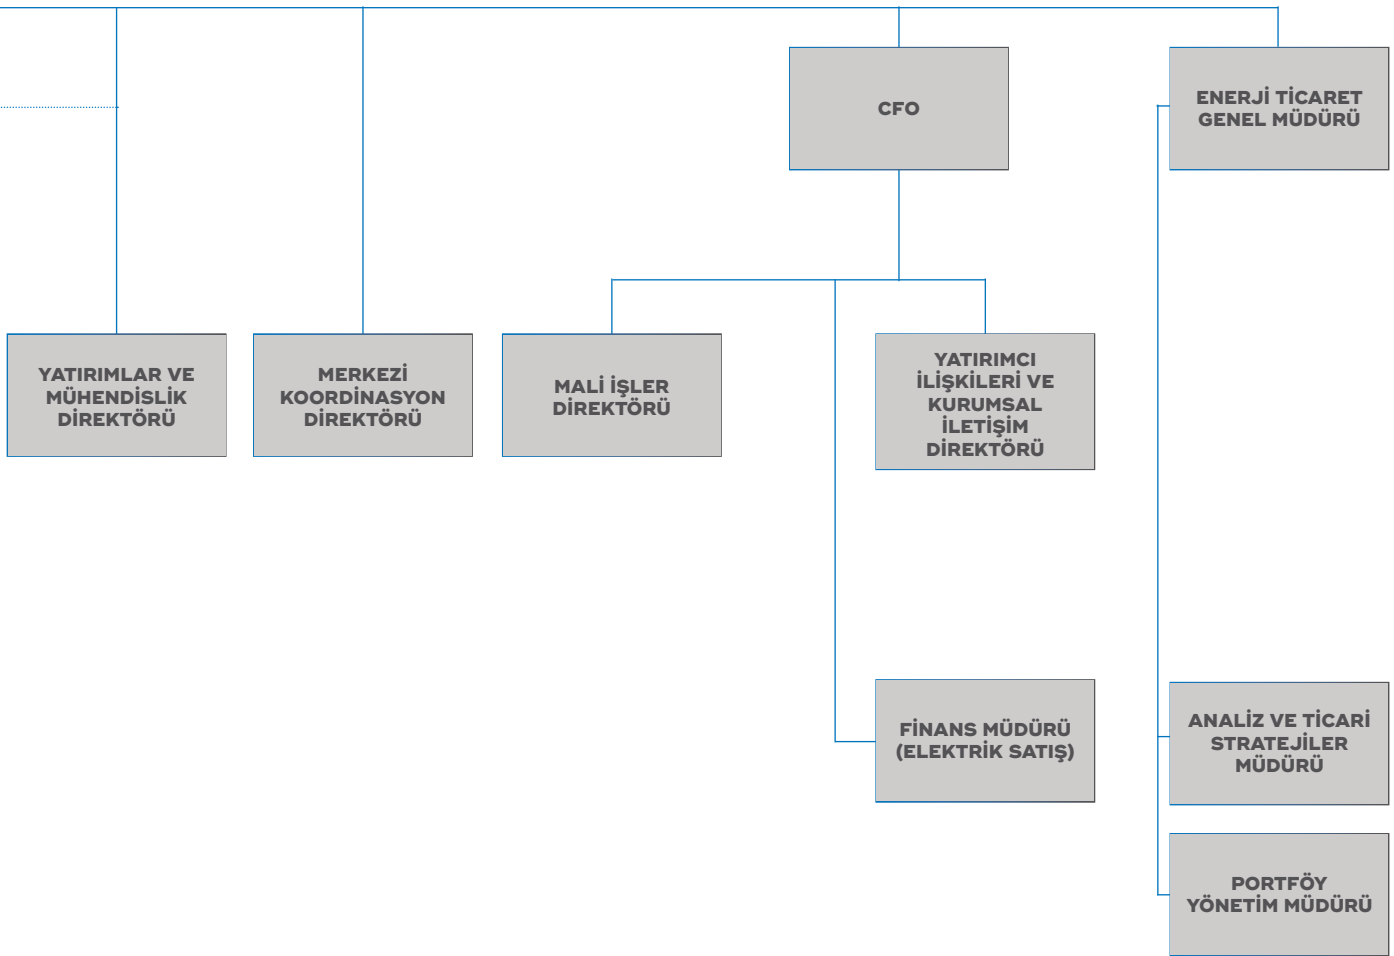 CFO
ENERJİ TİCARET
GENEL MÜDÜRÜ
YATIRIMLAR VE
MÜHENDİSLİK
DİREKTÖRÜ
MERKEZİ
KOORDİNASYON
DİREKTÖRÜ
MALİ İŞLER
DİREKTÖRÜ
YATIRIMCI
İLİŞKİLERİ VE
KURUMSAL
İLETİŞİM
DİREKTÖRÜ
FİNANS MÜDÜRÜ
(ELEKTRİK SATIŞ)
ANALİZ VE TİCARİ
STRATEJİLER
MÜDÜRÜ
PORTFÖY
YÖNETİM MÜDÜRÜ